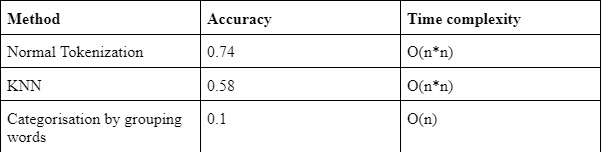 Method Accuracy Time complexity
Normal Tokenization 0.74 O(n*n)
KNN 0.58 O(n*n)
Categorisation by grouping 0.1 O(n)
words